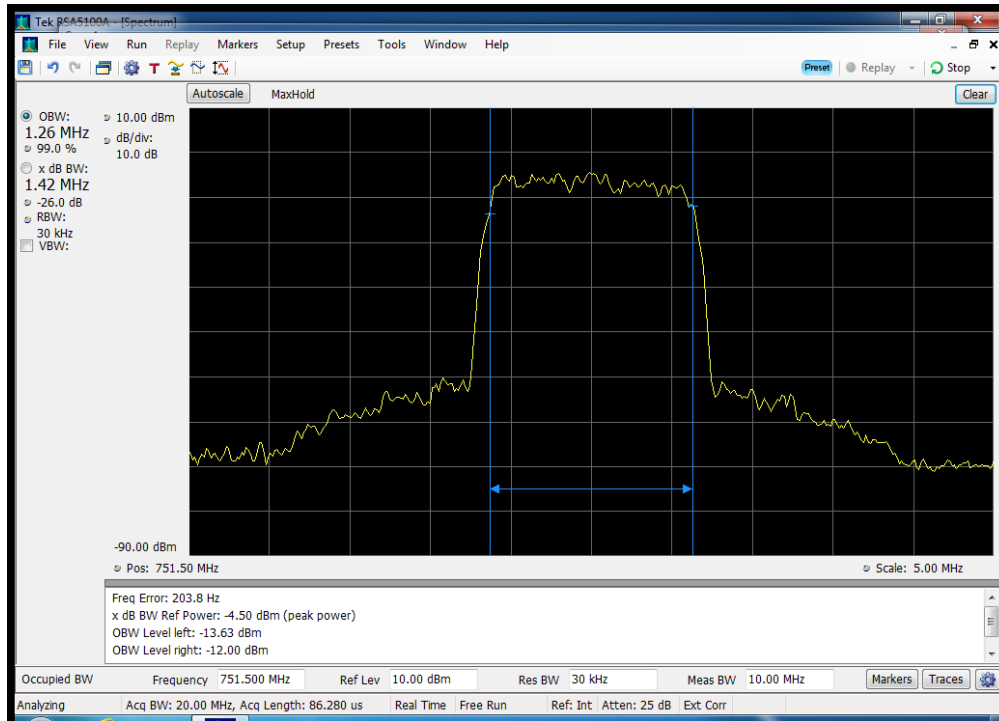 Tek RSA5100A - [Spectrum]
File View Run Replay Markers Setup Presets Tools Window Help
Preset Replay Stop
Autoscale MaxHold Clear
OBW: 10.00 dBm
1.26 MHz dB/div:
99.0 % 10.0 dB
x dB BW:
1.42 MHz
-26.0 dB
RBW:
30 kHz
VBW:
-90.00 dBm
Pos: 751.50 MHz Scale: 5.00 MHz
Freq Error: 203.8 Hz
x dB BW Ref Power: -4.50 dBm (peak power)
OBW Level left: -13.63 dBm
OBW Level right: -12.00 dBm
Occupied BW Frequency 751.500 MHz Ref Lev 10.00 dBm Res BW 30 kHz Meas BW 10.00 MHz Markers Traces
Analyzing Acq BW: 20.00 MHz, Acq Length: 86.280 us Real Time Free Run Ref: Int Atten: 25 dB Ext Corr